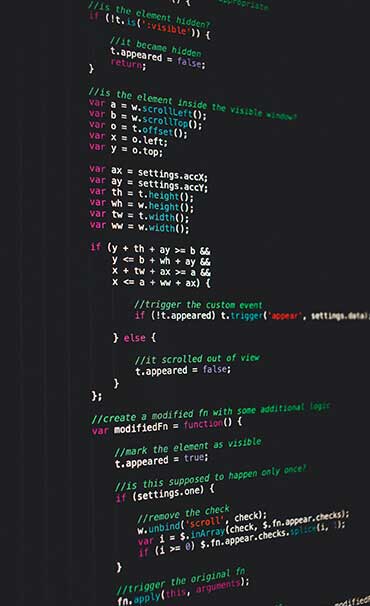 () {
//is the element hidden?
if (!t.is(':visible')) {
//it became hidden
t.appeared = false;
return;
}
//is the element inside the visible window?
var a = w.scrollLeft();
var b = w.scrollTop();
var o = t.offset();
var x = o.left;
var y = o.top;
var ax = settings.accX;
var ay = settings.accY;
var th = t.height();
var wh = w.height();
var tw = t.width();
var ww = w.width();
if (y + th + ay >= b &&
y <= b + wh + ay &&
x + tw + ax >= a &&
x <= a + ww + ax) {
//trigger the custom event
if (!t.appeared) t.trigger('appear', settings.data);
} else {
//it scrolled out of view
t.appeared = false;
}
};
//create a modified fn with some additional logic
var modifiedFn = function() {
//mark the element as visible
t.appeared = true;
//is this supposed to happen only once?
if (settings.one) {
//remove the check
w.unbind('scroll', check);
var i = $.inArray(check, $.fn.appear.checks);
if (i >= 0) $.fn.appear.checks.splice(i, 1);
}
//trigger the original fn
fn.apply(this, arguments);